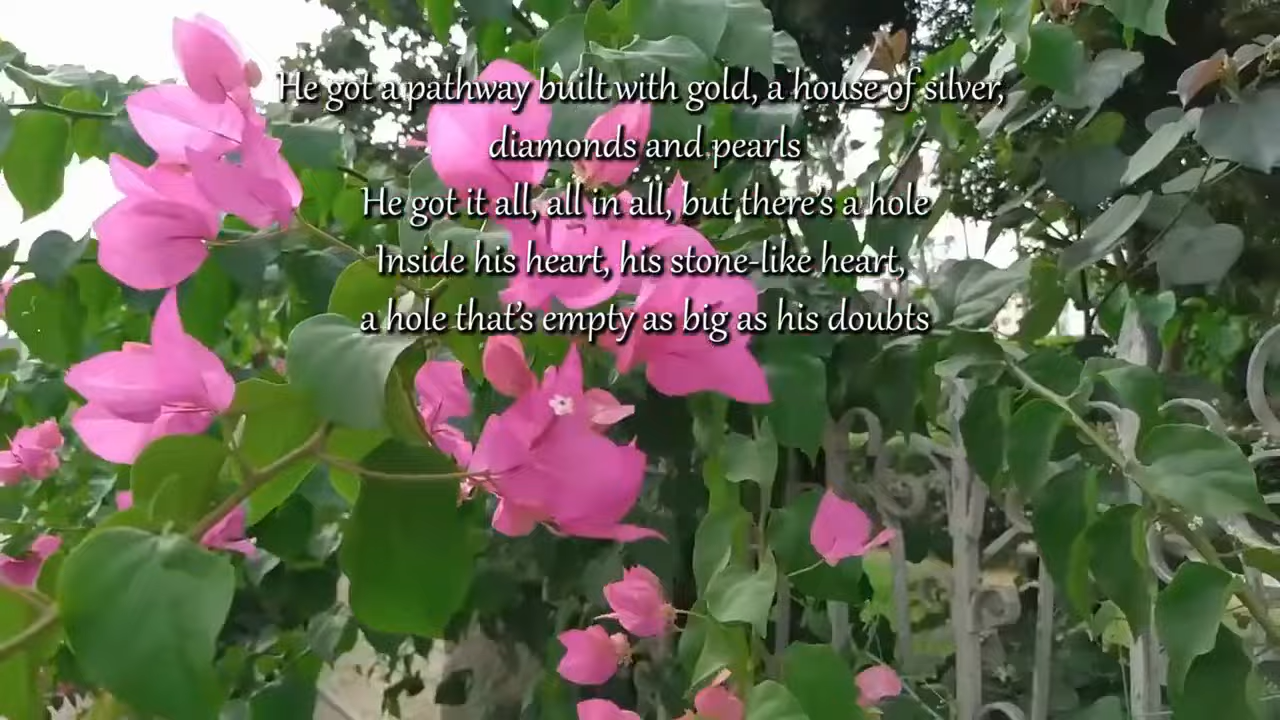 He got a pathway built with gold, a house of silver,
diamonds and pearls
He got it all, all in all, but there's a hole
Inside his heart, his stone-like heart,
a hole that's empty as big as his doubts